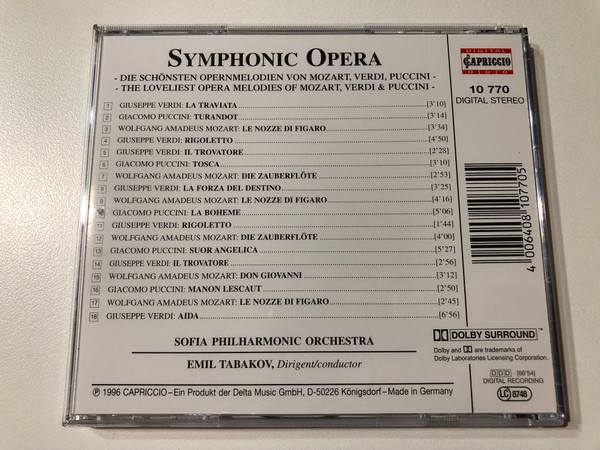 SYMPHONIC OPERA
- DIE SCHÖNSTEN OPERNMELODIEN VON MOZART, VERDI, PUCCINI -
- THE LOVELIEST OPERA MELODIES OF MOZART, VERDI & PUCCINI -
1 GIUSEPPE VERDI: LA TRAVIATA [3'10]
2 GIACOMO PUCCINI: TURANDOT [3'14]
3 WOLFGANG AMADEUS MOZART: LE NOZZE DI FIGARO [3'34]
4 GIUSEPPE VERDI: RIGOLETTO [4'50]
5 GIUSEPPE VERDI: IL TROVATORE [2'28]
6 GIACOMO PUCCINI: TOSCA [3'10]
7 WOLFGANG AMADEUS MOZART: DIE ZAUBERFLÖTE [2'53]
8 GIUSEPPE VERDI: LA FORZA DEL DESTINO [3'25]
9 WOLFGANG AMADEUS MOZART: LE NOZZE DI FIGARO [4'16]
10 GIACOMO PUCCINI: LA BOHEME [5'06]
11 GIUSEPPE VERDI: RIGOLETTO [1'44]
12 WOLFGANG AMADEUS MOZART: DIE ZAUBERFLÖTE [4'00]
13 GIACOMO PUCCINI: SUOR ANGELICA [5'27]
14 GIUSEPPE VERDI: IL TROVATORE [2'56]
15 WOLFGANG AMADEUS MOZART: DON GIOVANNI [3'12]
16 GIACOMO PUCCINI: MANON LESCAUT [2'50]
17 WOLFGANG AMADEUS MOZART: LE NOZZE DI FIGARO [2'45]
18 GIUSEPPE VERDI: AIDA [6'56]
SOFIA PHILHARMONIC ORCHESTRA
EMIL TABAKOV, Dirigent/conductor
℗ 1996 CAPRICCIO – Ein Produkt der Delta Music GmbH, D-50226 Königsdorf – Made in Germany
DIGITAL
CAPRICCIO
10 770
DIGITAL STEREO
4 006408 107705
DOLBY SURROUND™
Dolby and DD are trademarks of
Dolby Laboratories Licensing Corporation.
DDD [66'54]
DIGITAL RECORDING
LC 8748